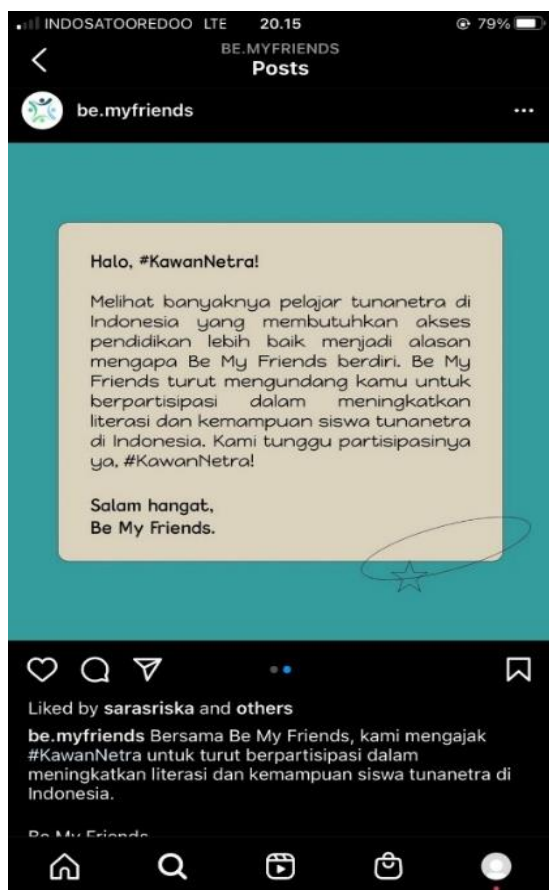 INDOSATOOREDOO LTE 20.15 79%
BE.MYFRIENDS
Posts
be.myfriends
Halo, #KawanNetra!
Melihat banyaknya pelajar tunanetra di
Indonesia yang membutuhkan akses
pendidikan lebih baik menjadi alasan
mengapa Be My Friends berdiri. Be My
Friends turut mengundang kamu untuk
berpartisipasi dalam meningkatkan
literasi dan kemampuan siswa tunanetra
di Indonesia. Kami tunggu partisipasinya
ya, #KawanNetra!
Salam hangat,
Be My Friends.
Liked by sarasriska and others
be.myfriends Bersama Be My Friends, kami mengajak
#KawanNetra untuk turut berpartisipasi dalam
meningkatkan literasi dan kemampuan siswa tunanetra di
Indonesia.
Be My Friends